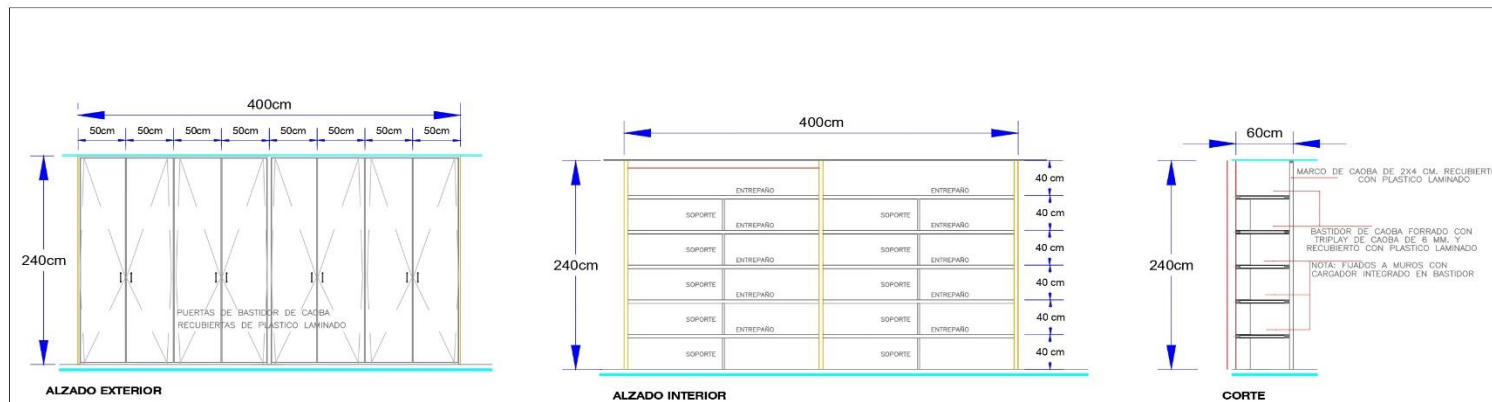 400cm
50cm 50cm 50cm 50cm 50cm 50cm 50cm 50cm
240cm
PUERTAS DE BASTIDOR DE CAOBA
RECUBIERTAS DE PLASTICO LAMINADO
ALZADO EXTERIOR
400cm
240cm
ENTREPAÑO ENTREPAÑO
SOPORTE SOPORTE
ENTREPAÑO ENTREPAÑO
SOPORTE SOPORTE
ENTREPAÑO ENTREPAÑO
SOPORTE SOPORTE
ENTREPAÑO ENTREPAÑO
SOPORTE SOPORTE
ENTREPAÑO ENTREPAÑO
SOPORTE SOPORTE
40 cm
40 cm
40 cm
40 cm
40 cm
40 cm
ALZADO INTERIOR
60cm
240cm
MARCO DE CAOBA DE 2X4 CM. RECUBIERTO
CON PLASTICO LAMINADO
BASTIDOR DE CAOBA FORRADO CON
TRIPLAY DE CAOBA DE 6 MM. Y
RECUBIERTO CON PLASTICO LAMINADO
NOTA: FIJADOS A MUROS CON
CARGADOR INTEGRADO EN BASTIDOR
CORTE